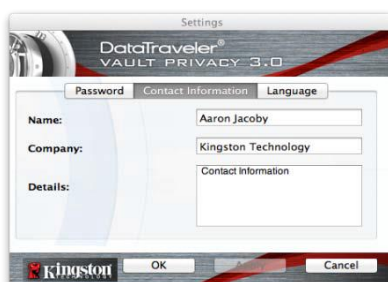 Settings
DataTraveler®
VAULT PRIVACY 3.0
Password Contact Information Language
Name: Aaron Jacoby
Company: Kingston Technology
Details: Contact Information
Kingston
TECHNOLOGY
OK Cancel